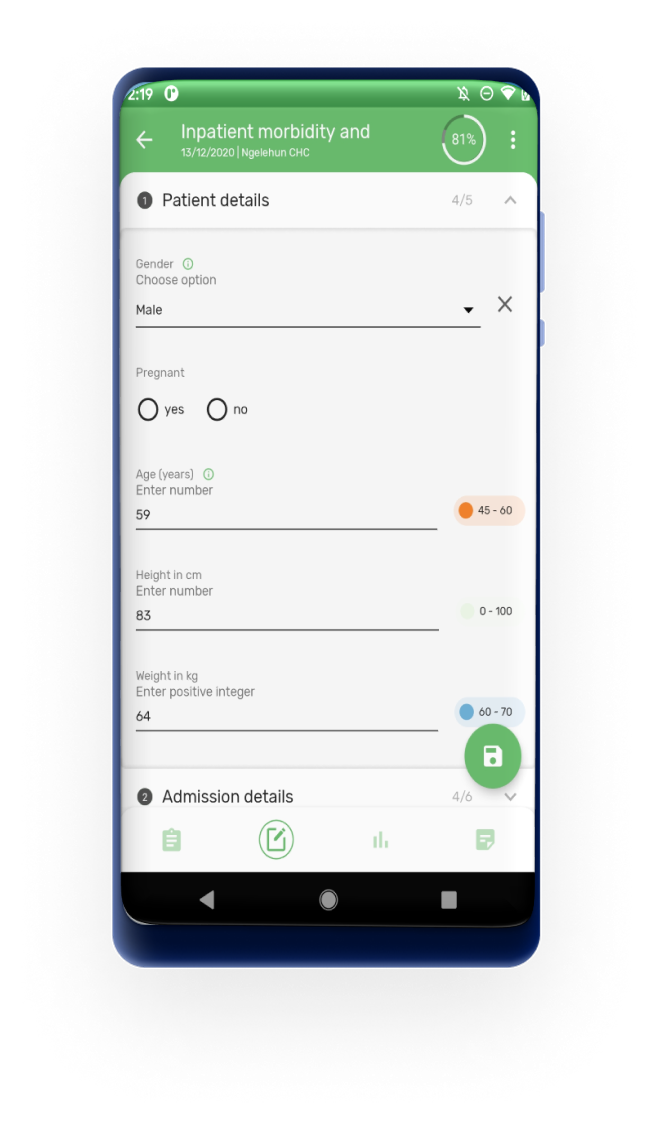 2:19
Inpatient morbidity and
81%
13/12/2020 | Ngelehun CHC
1 Patient details 4/5
Gender
Choose option
Male
Pregnant
yes no
Age (years)
Enter number
59
45 - 60
Height in cm
Enter number
83
0 - 100
Weight in kg
Enter positive integer
64
60 - 70
2 Admission details 4/6